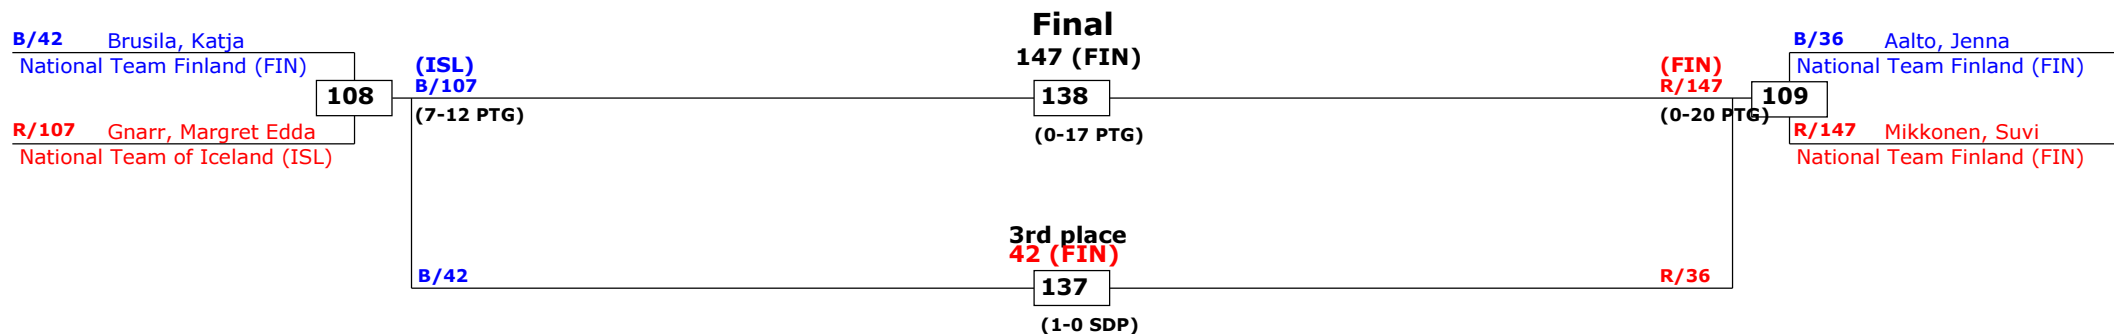 Final
147 (FIN)
B/42 Brusila, Katja
National Team Finland (FIN)
108
R/107 Gnarr, Margret Edda
National Team of Iceland (ISL)
(ISL)
B/107
(7-12 PTG)
138
(0-17 PTG)
(FIN)
R/147
(0-20 PTG)
109
B/36 Aalto, Jenna
National Team Finland (FIN)
R/147 Mikkonen, Suvi
National Team Finland (FIN)
3rd place
42 (FIN)
B/42
137
R/36
(1-0 SDP)